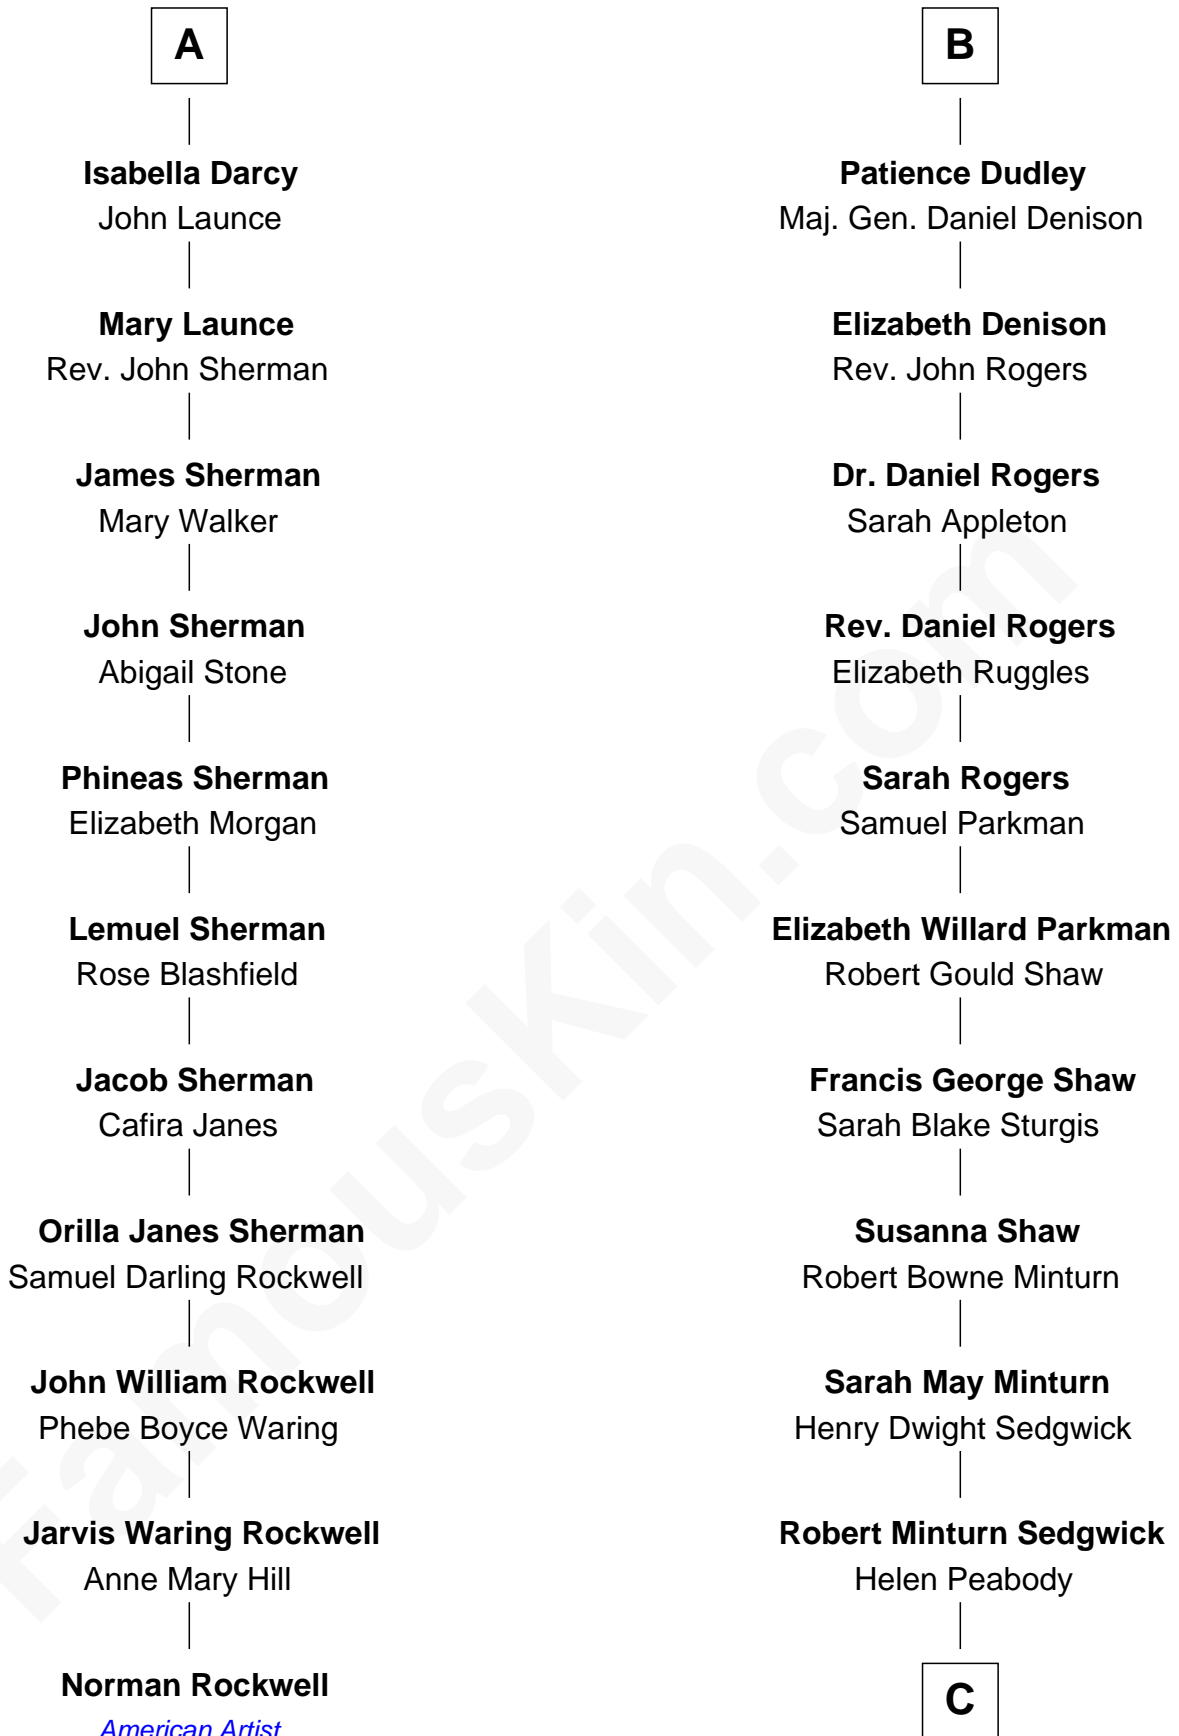 A
Isabella Darcy
John Launce
Mary Launce
Rev. John Sherman
James Sherman
Mary Walker
John Sherman
Abigail Stone
Phineas Sherman
Elizabeth Morgan
Lemuel Sherman
Rose Blashfield
Jacob Sherman
Cafira Janes
Orilla Janes Sherman
Samuel Darling Rockwell
John William Rockwell
Phebe Boyce Waring
Jarvis Waring Rockwell
Anne Mary Hill
Norman Rockwell
American Artist
B
Patience Dudley
Maj. Gen. Daniel Denison
Elizabeth Denison
Rev. John Rogers
Dr. Daniel Rogers
Sarah Appleton
Rev. Daniel Rogers
Elizabeth Ruggles
Sarah Rogers
Samuel Parkman
Elizabeth Willard Parkman
Robert Gould Shaw
Francis George Shaw
Sarah Blake Sturgis
Susanna Shaw
Robert Bowne Minturn
Sarah May Minturn
Henry Dwight Sedgwick
Robert Minturn Sedgwick
Helen Peabody
C
FamousKin.com